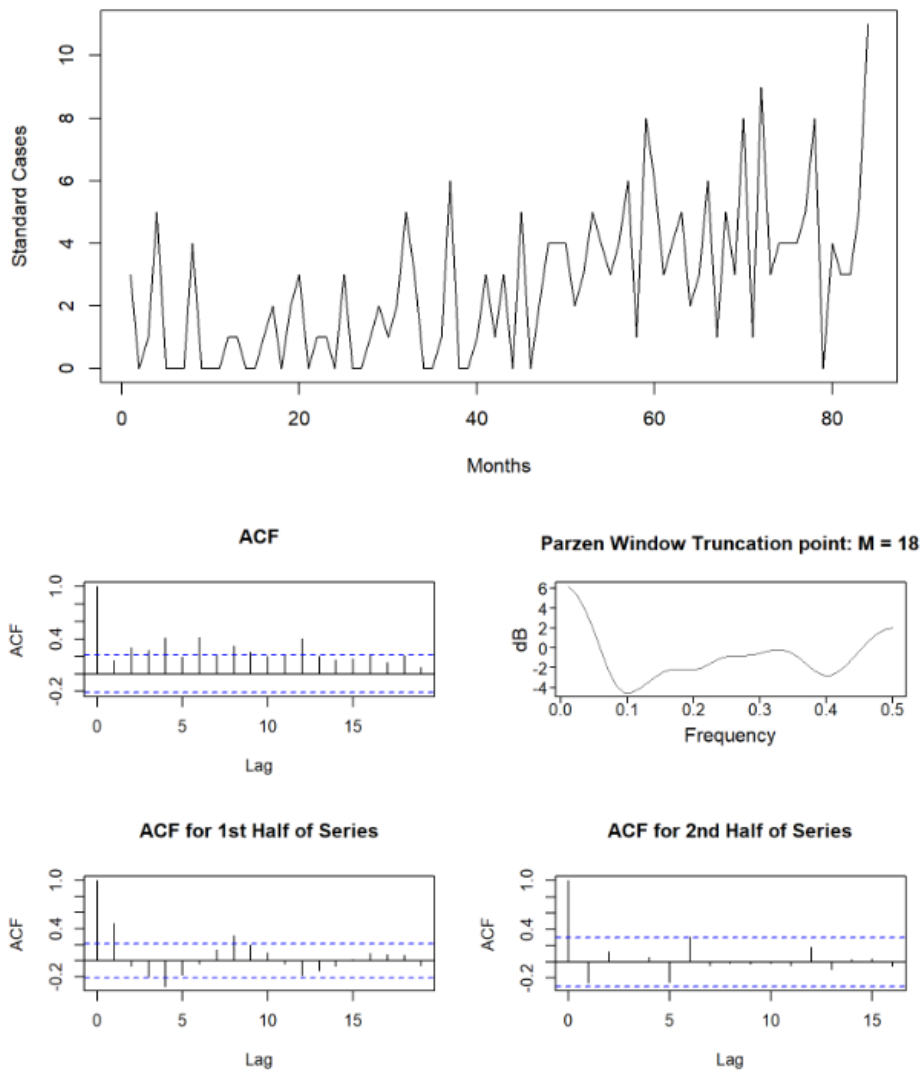 Standard Cases
10
8
6
4
2
0
0 20 40 60 80
Months
ACF
ACF
1.0
0.4
-0.2
0 5 10 15
Lag
Parzen Window Truncation point: M = 18
dB
6
4
2
0
-2
-4
0.0 0.1 0.2 0.3 0.4 0.5
Frequency
ACF for 1st Half of Series
ACF
1.0
0.4
-0.2
0 5 10 15
Lag
ACF for 2nd Half of Series
ACF
1.0
0.4
-0.2
0 5 10 15
Lag